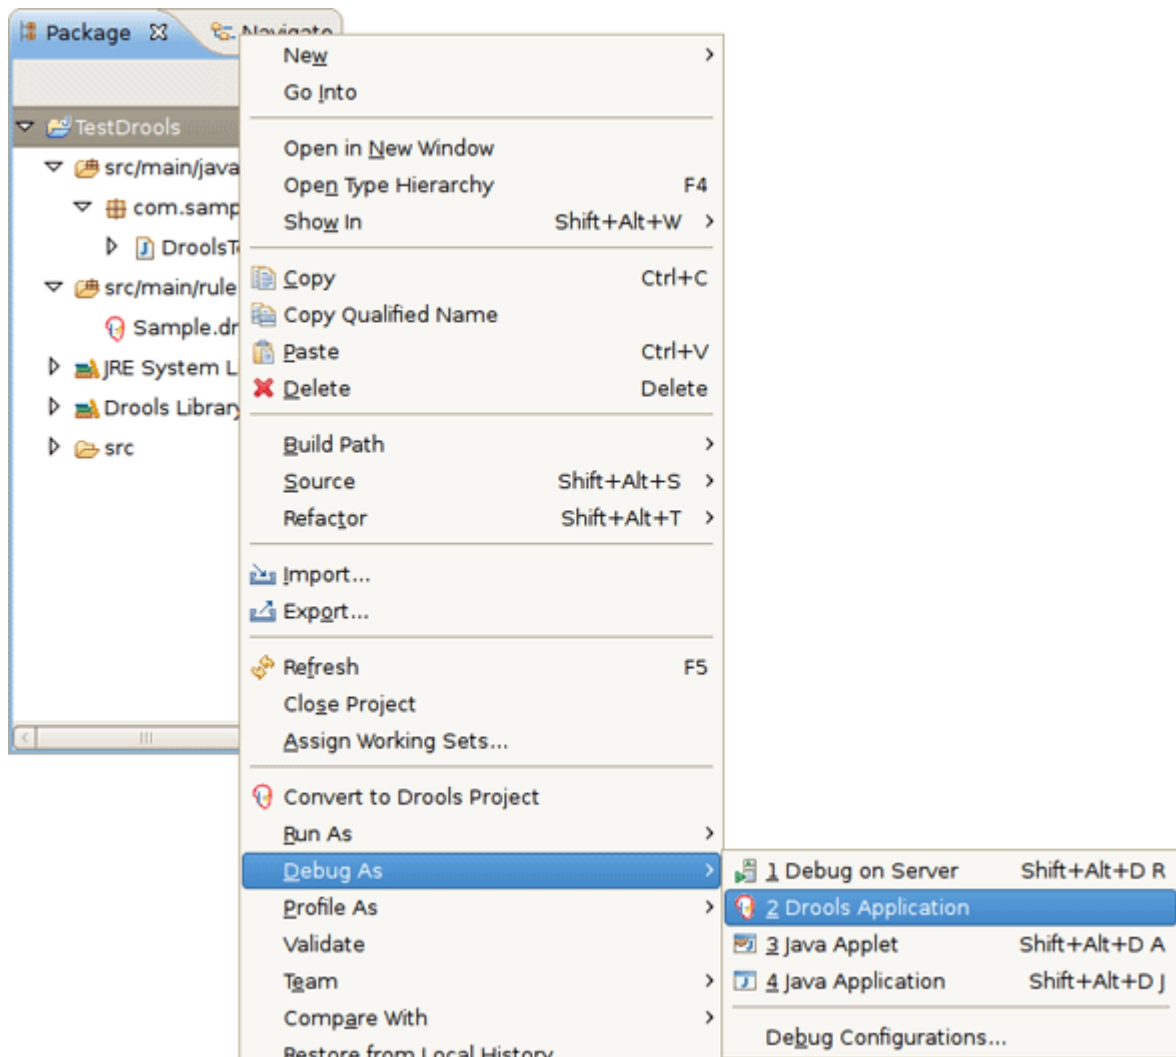 Package
Navigate
TestDrools
src/main/java
com.samp
DroolsTe
src/main/rule
Sample.dr
JRE System L
Drools Library
src
New
Go Into
Open in New Window
Open Type Hierarchy F4
Show In Shift+Alt+W
Copy Ctrl+C
Copy Qualified Name
Paste Ctrl+V
Delete Delete
Build Path
Source Shift+Alt+S
Refactor Shift+Alt+T
Import...
Export...
Refresh F5
Close Project
Assign Working Sets...
Convert to Drools Project
Run As
Debug As
Profile As
Validate
Team
Compare With
Restore from Local History
1 Debug on Server Shift+Alt+D R
2 Drools Application
3 Java Applet Shift+Alt+D A
4 Java Application Shift+Alt+D J
Debug Configurations...